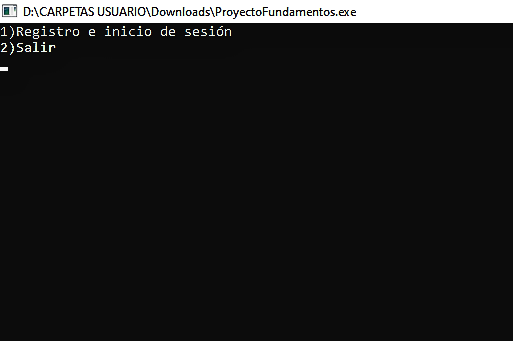 D:\CARPETAS USUARIO\Downloads\ProyectoFundamentos.exe
1)Registro e inicio de sesión
2)Salir